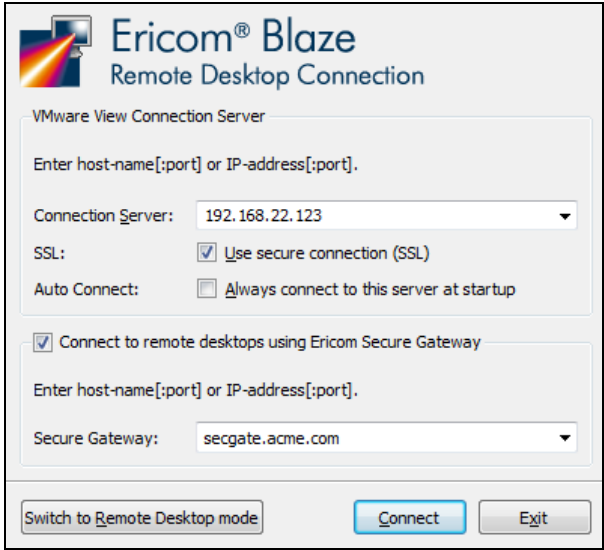 Ericom® Blaze
Remote Desktop Connection
VMware View Connection Server
Enter host-name[:port] or IP-address[:port].
Connection Server: 192.168.22.123
SSL: Use secure connection (SSL)
Auto Connect: Always connect to this server at startup
Connect to remote desktops using Ericom Secure Gateway
Enter host-name[:port] or IP-address[:port].
Secure Gateway: secgate.acme.com
Switch to Remote Desktop mode Connect Exit